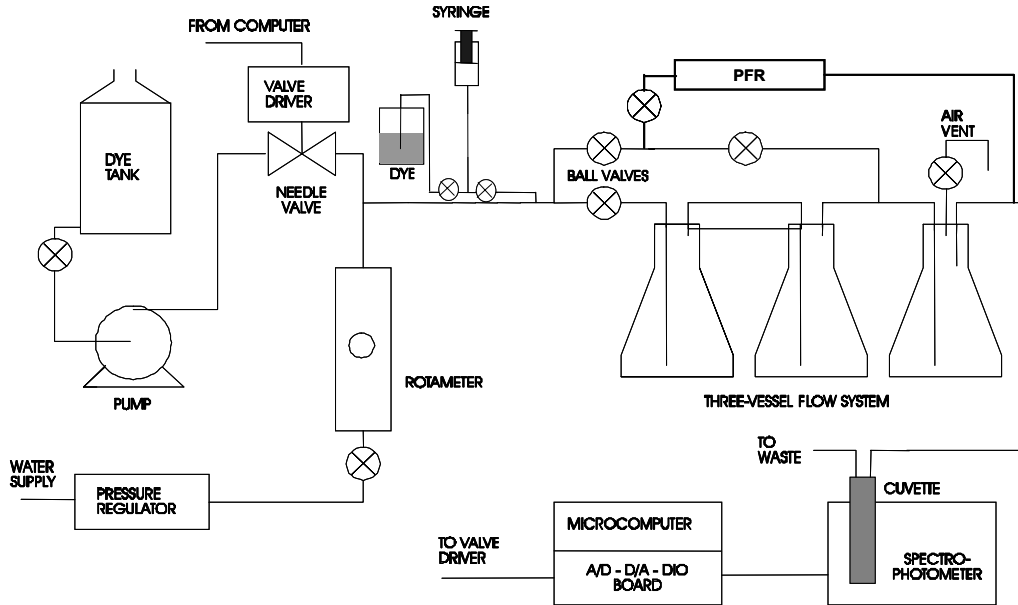 SYRINGE
FROM COMPUTER
VALVE
DRIVER
PFR
DYE
TANK
AIR
VENT
DYE
BALL VALVES
NEEDLE
VALVE
ROTAMETER
PUMP
THREE-VESSEL FLOW SYSTEM
WATER
SUPPLY
PRESSURE
REGULATOR
TO
WASTE
CUVETTE
MICROCOMPUTER
TO VALVE
DRIVER
A/D - D/A - DIO
BOARD
SPECTRO-
PHOTOMETER